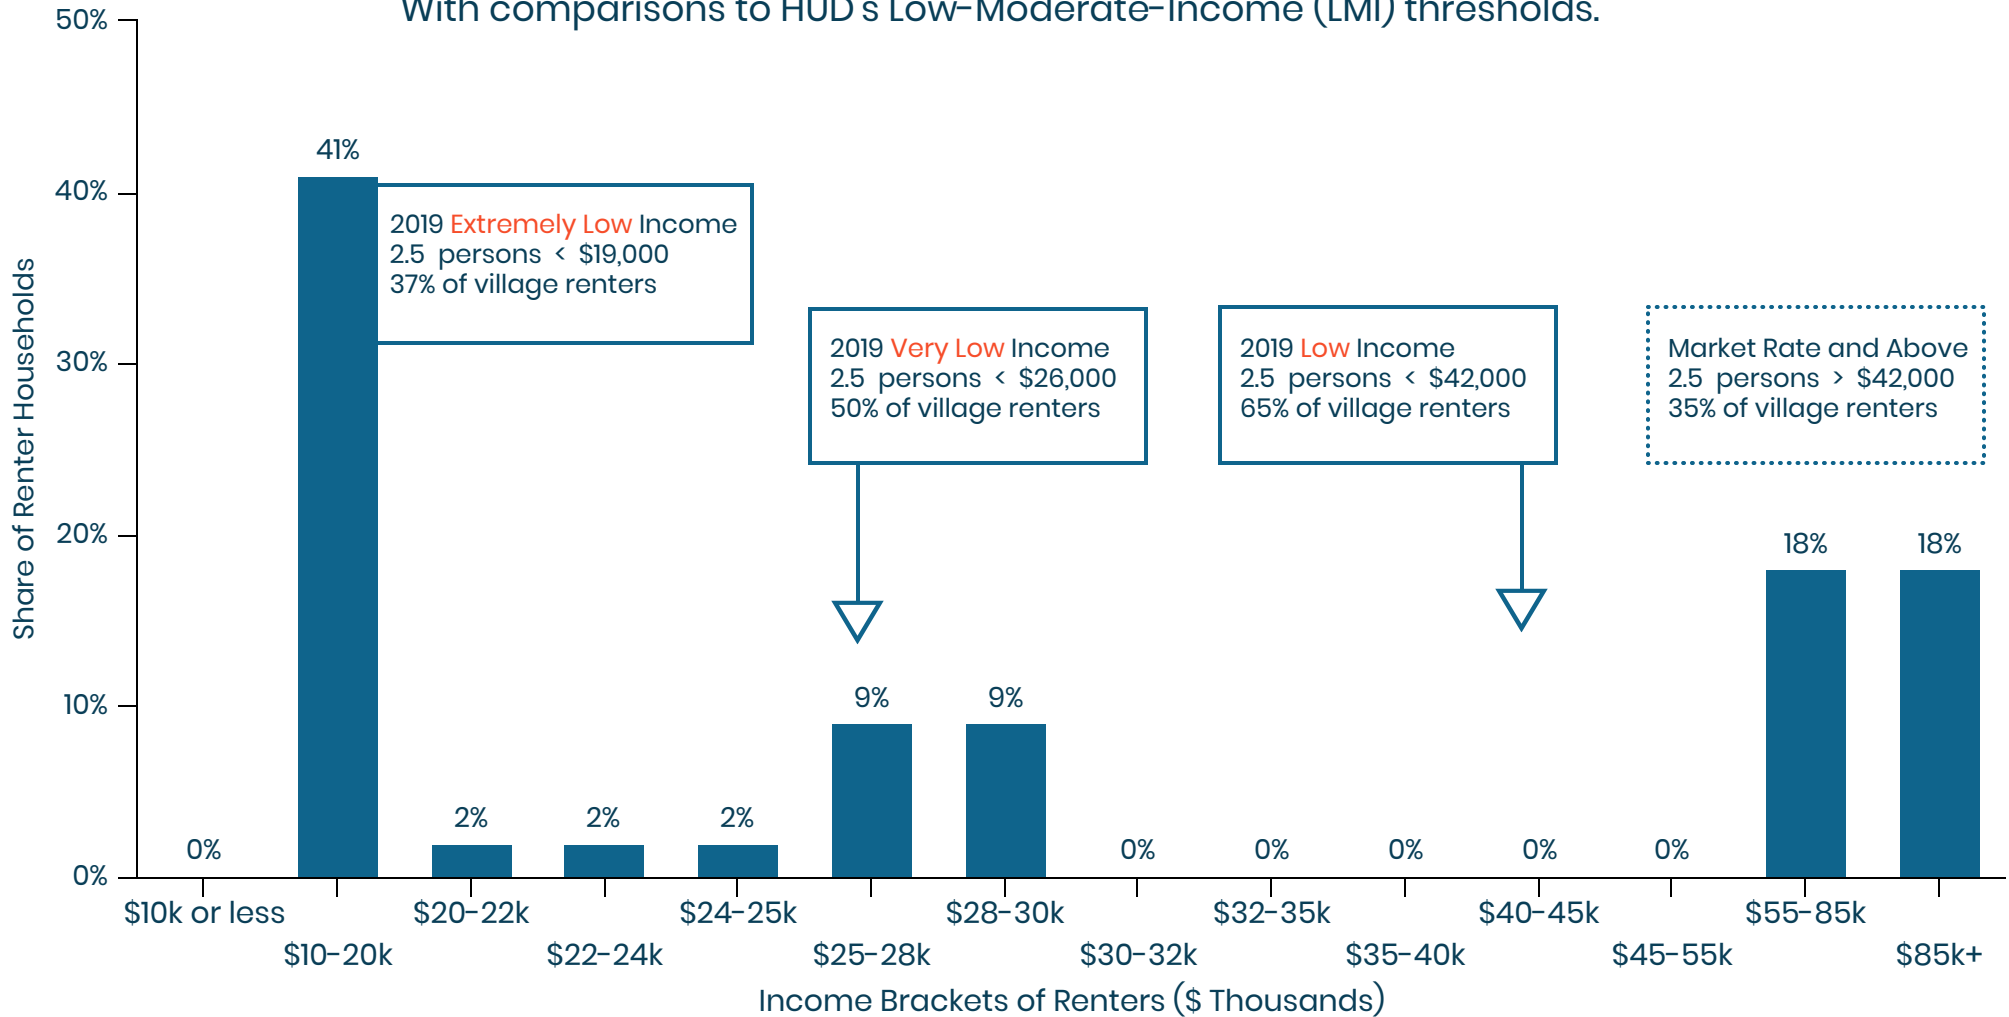 With comparisons to HUD's Low-Moderate-Income (LMI) thresholds.
50%
40%
30%
20%
10%
0%
Share of Renter Households
41%
2019 Extremely Low Income
2.5 persons < $19,000
37% of village renters
2019 Very Low Income
2.5 persons < $26,000
50% of village renters
2019 Low Income
2.5 persons < $42,000
65% of village renters
Market Rate and Above
2.5 persons > $42,000
35% of village renters
0%
2%
2%
2%
9%
9%
0%
0%
0%
0%
0%
18%
18%
$10k or less
$10-20k
$20-22k
$22-24k
$24-25k
$25-28k
$28-30k
$30-32k
$32-35k
$35-40k
$40-45k
$45-55k
$55-85k
$85k+
Income Brackets of Renters ($ Thousands)